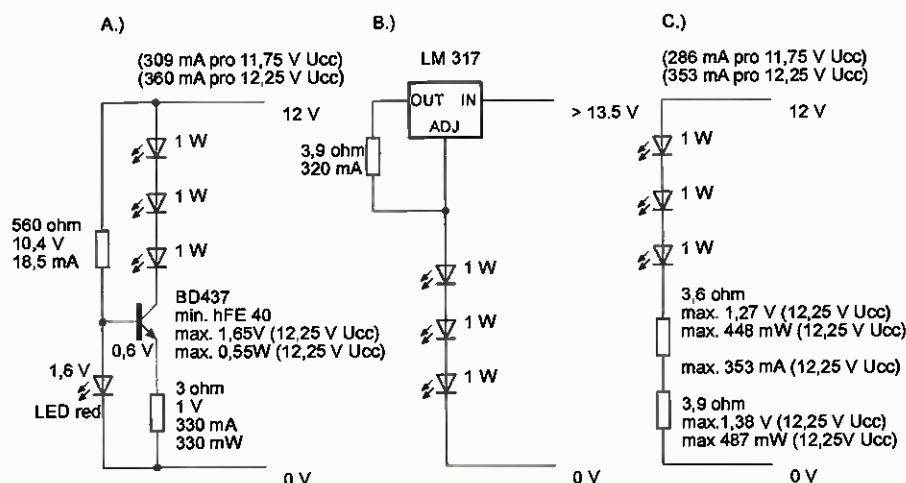 A.)
(309 mA pro 11,75 V Ucc)
(360 mA pro 12,25 V Ucc)
12 V
1 W
1 W
1 W
560 ohm
10,4 V
18,5 mA
BD437
min. hFE 40
max. 1,65V (12,25 V Ucc)
max. 0,55W (12,25 V Ucc)
0,6 V
1,6 V
LED red
3 ohm
1 V
330 mA
330 mW
0 V
B.)
LM 317
OUT IN
ADJ
> 13.5 V
3,9 ohm
320 mA
1 W
1 W
1 W
0 V
C.)
(286 mA pro 11,75 V Ucc)
(353 mA pro 12,25 V Ucc)
12 V
1 W
1 W
1 W
3,6 ohm
max. 1,27 V (12,25 V Ucc)
max. 448 mW (12,25 V Ucc)
max. 353 mA (12,25 V Ucc)
3,9 ohm
max.1,38 V (12,25 V Ucc)
max 487 mW (12,25V Ucc)
0 V